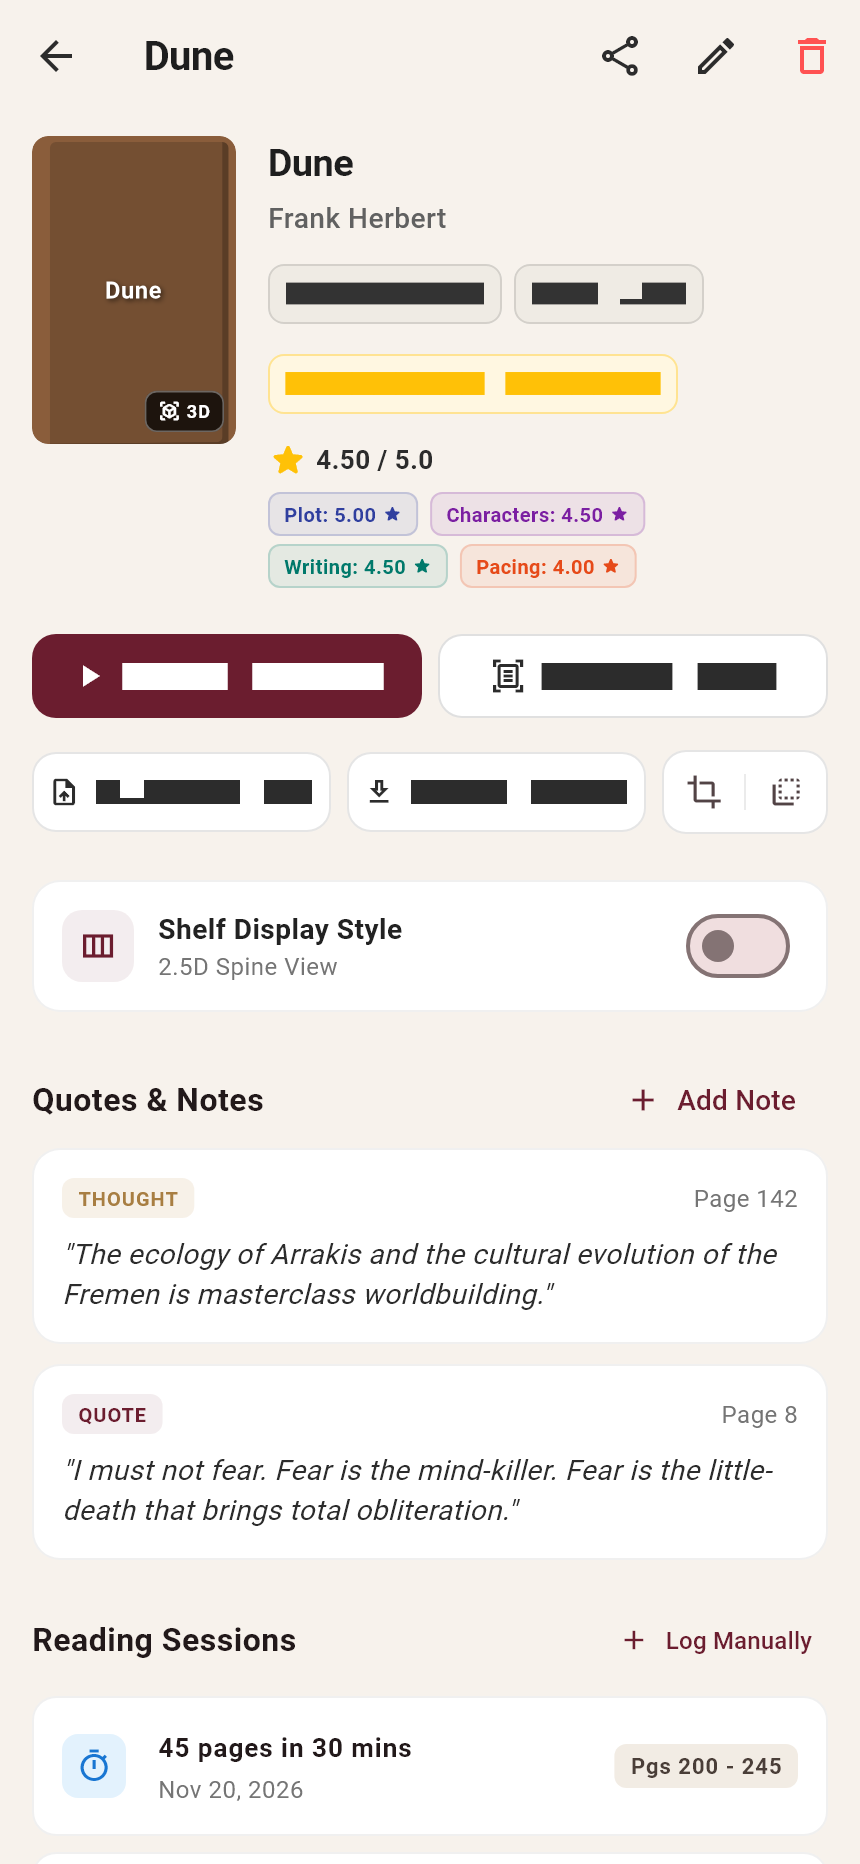 Dune
Dune
Frank Herbert
Dune
3D
4.50 / 5.0
Plot: 5.00
Characters: 4.50
Writing: 4.50
Pacing: 4.00
Shelf Display Style
2.5D Spine View
Quotes & Notes
Add Note
THOUGHT
Page 142
"The ecology of Arrakis and the cultural evolution of the
Fremen is masterclass worldbuilding."
QUOTE
Page 8
"I must not fear. Fear is the mind-killer. Fear is the little-
death that brings total obliteration."
Reading Sessions
Log Manually
45 pages in 30 mins
Nov 20, 2026
Pgs 200 - 245